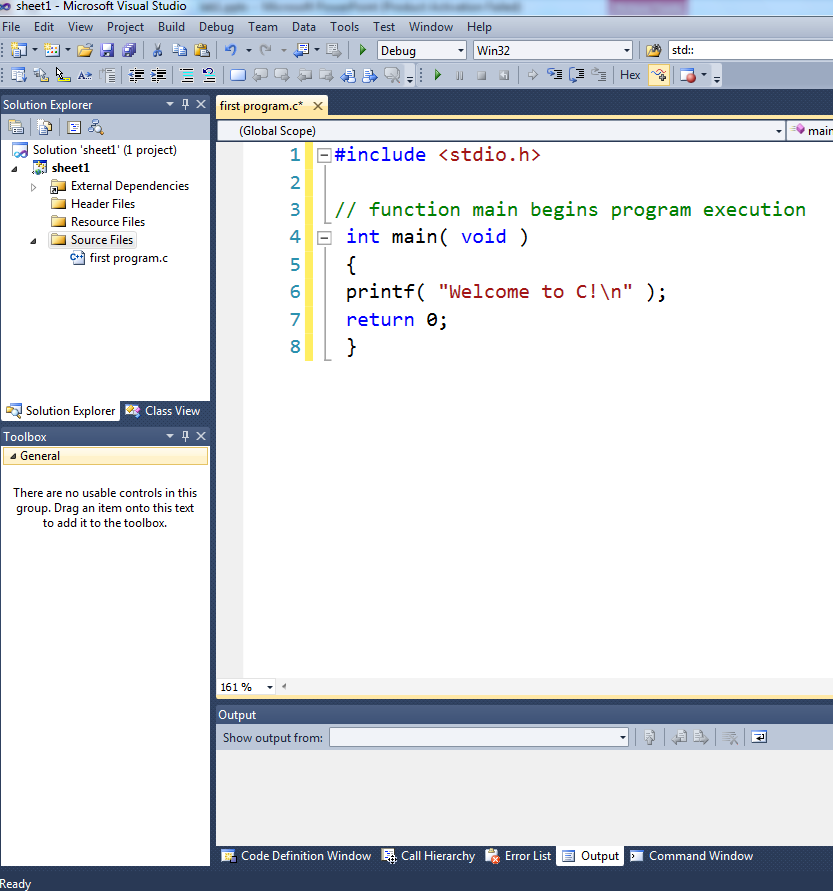 sheet1 - Microsoft Visual Studio
File Edit View Project Build Debug Team Data Tools Test Window Help
Debug Win32 std::
Hex
Solution Explorer
Solution 'sheet1' (1 project)
sheet1
External Dependencies
Header Files
Resource Files
Source Files
first program.c
Solution Explorer Class View
Toolbox
General
There are no usable controls in this
group. Drag an item onto this text
to add it to the toolbox.
first program.c*
(Global Scope) main
1 #include <stdio.h>
2
3 // function main begins program execution
4 int main( void )
5 {
6 printf( "Welcome to C!\n" );
7 return 0;
8 }
161 %
Output
Show output from:
Code Definition Window Call Hierarchy Error List Output Command Window
Ready